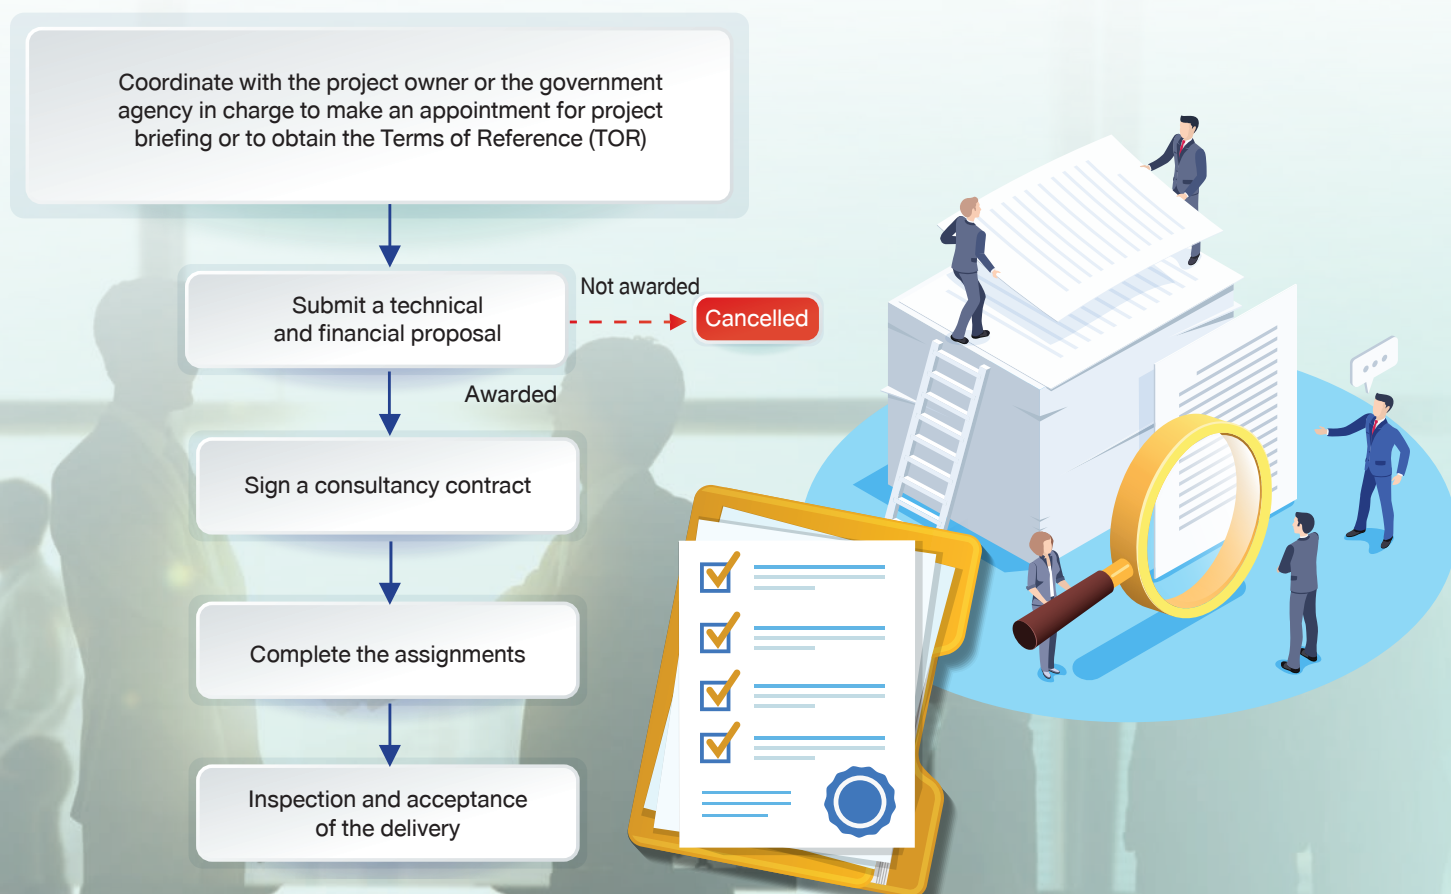 Coordinate with the project owner or the government
agency in charge to make an appointment for project
briefing or to obtain the Terms of Reference (TOR)
Submit a technical
and financial proposal
Not awarded
Cancelled
Awarded
Sign a consultancy contract
Complete the assignments
Inspection and acceptance
of the delivery